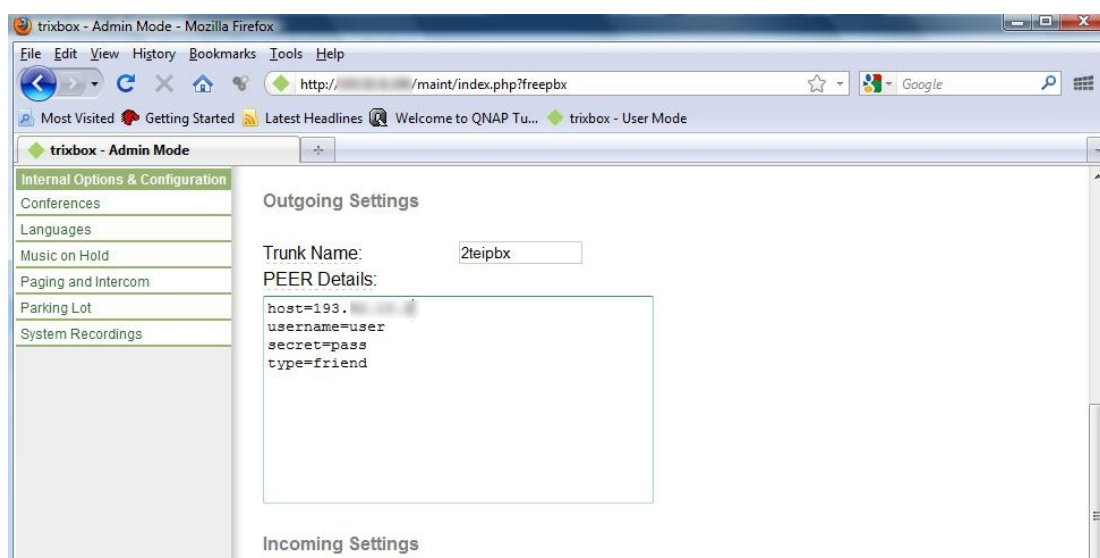 trixbox - Admin Mode - Mozilla Firefox
File Edit View History Bookmarks Tools Help
http:// /maint/index.php?freepbx
Google
Most Visited Getting Started Latest Headlines Welcome to QNAP Tu... trixbox - User Mode
trixbox - Admin Mode
Internal Options & Configuration
Conferences
Languages
Music on Hold
Paging and Intercom
Parking Lot
System Recordings
Outgoing Settings
Trunk Name: 2teipbx
PEER Details:
host=193.
username=user
secret=pass
type=friend
Incoming Settings